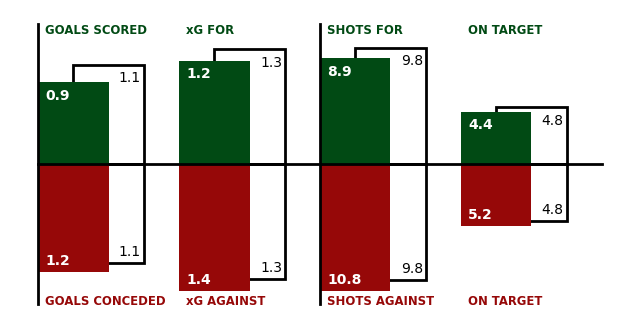 GOALS SCORED xG FOR SHOTS FOR ON TARGET
0.9 1.1 1.2 1.3 8.9 9.8 4.4 4.8
1.2 1.1 1.4 1.3 10.8 9.8 5.2 4.8
GOALS CONCEDED xG AGAINST SHOTS AGAINST ON TARGET